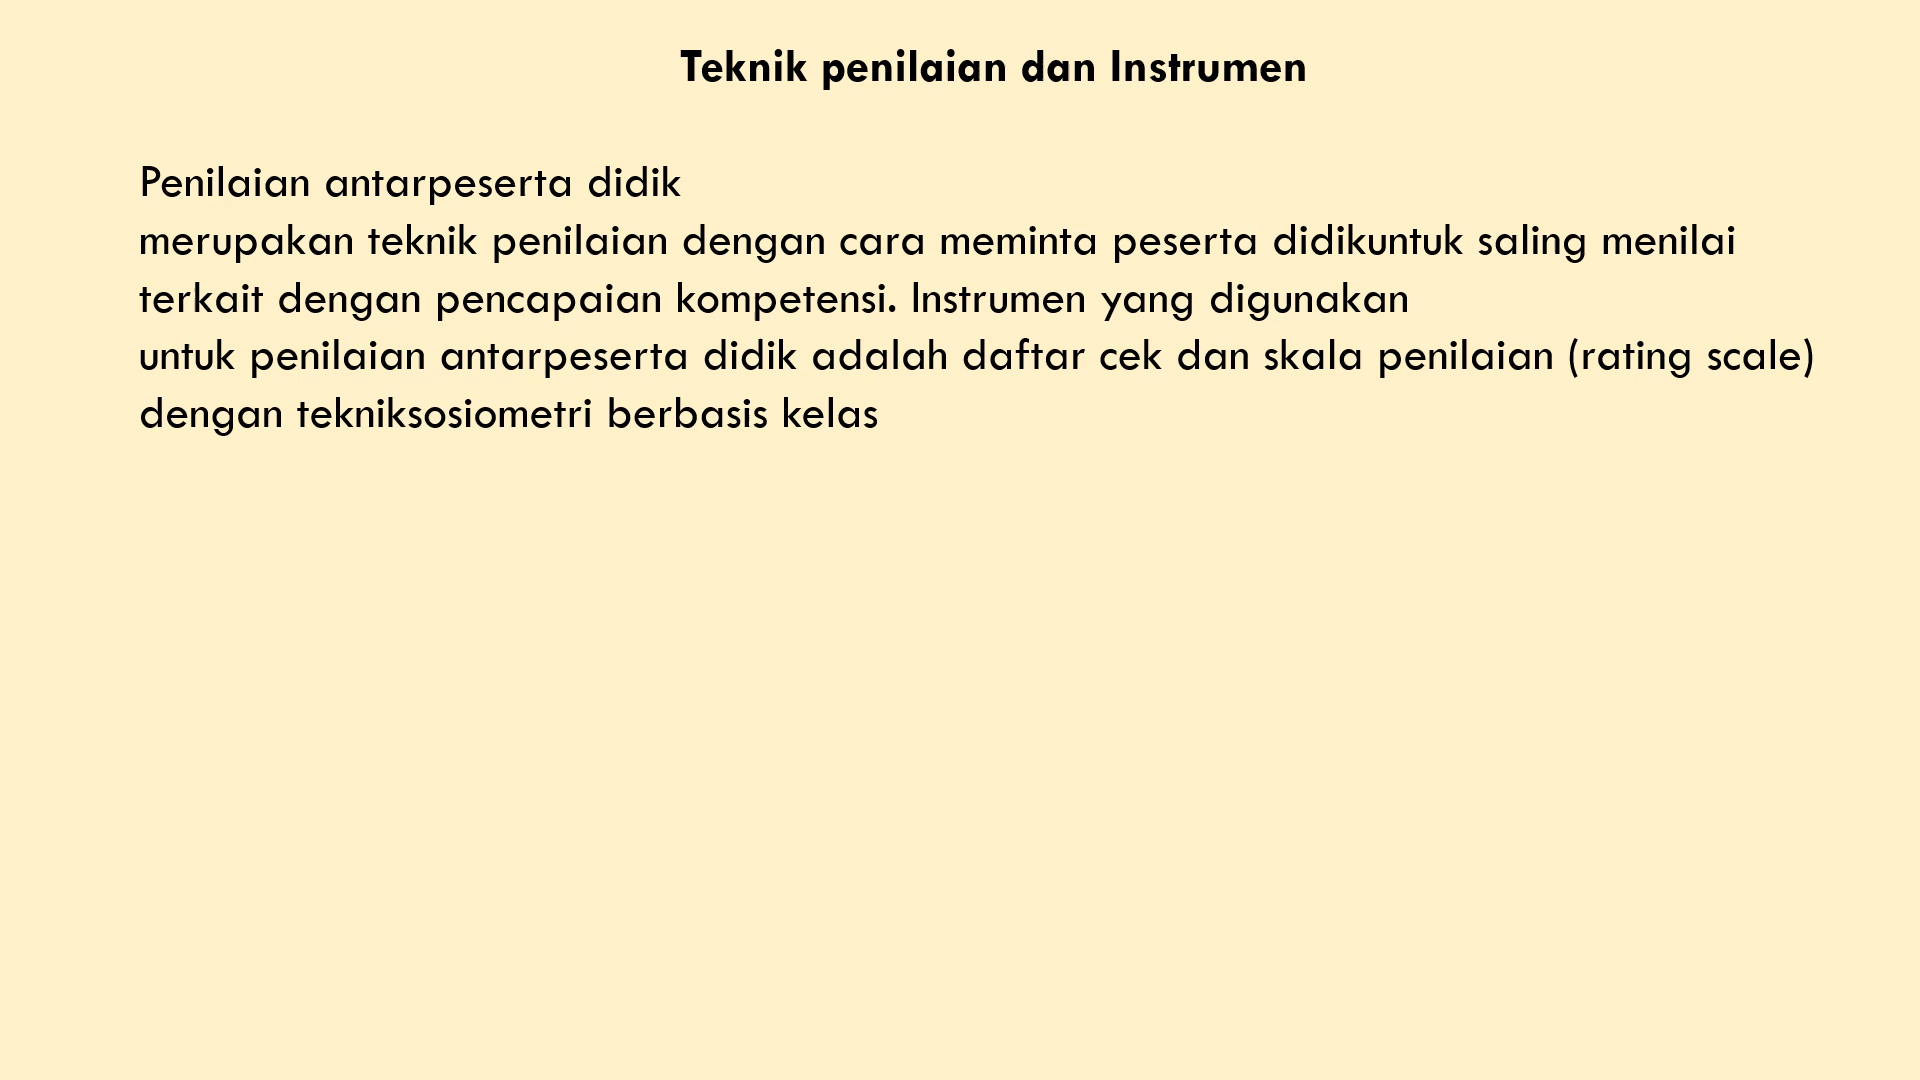 Teknik penilaian dan Instrumen
Penilaian antarpeserta didik
merupakan teknik penilaian dengan cara meminta peserta didikuntuk saling menilai
terkait dengan pencapaian kompetensi. Instrumen yang digunakan
untuk penilaian antarpeserta didik adalah daftar cek dan skala penilaian (rating scale)
dengan tekniksosiometri berbasis kelas